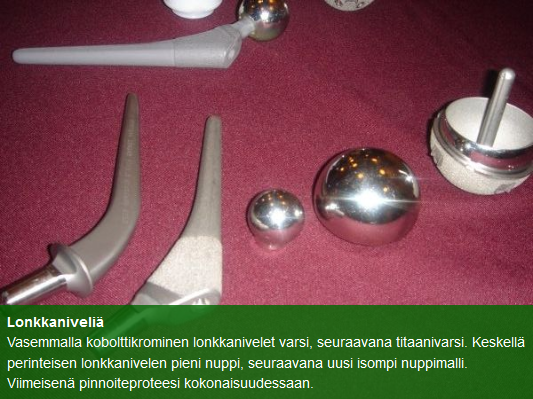 Lonkkaniveliä
Vasemmalla kobolttikrominen lonkkanivelet varsi, seuraavana titaanivarsi. Keskellä
perinteisen lonkkanivelen pieni nuppi, seuraavana uusi isompi nuppimalli.
Viimeisenä pinnoiteproteesi kokonaisuudessaan.